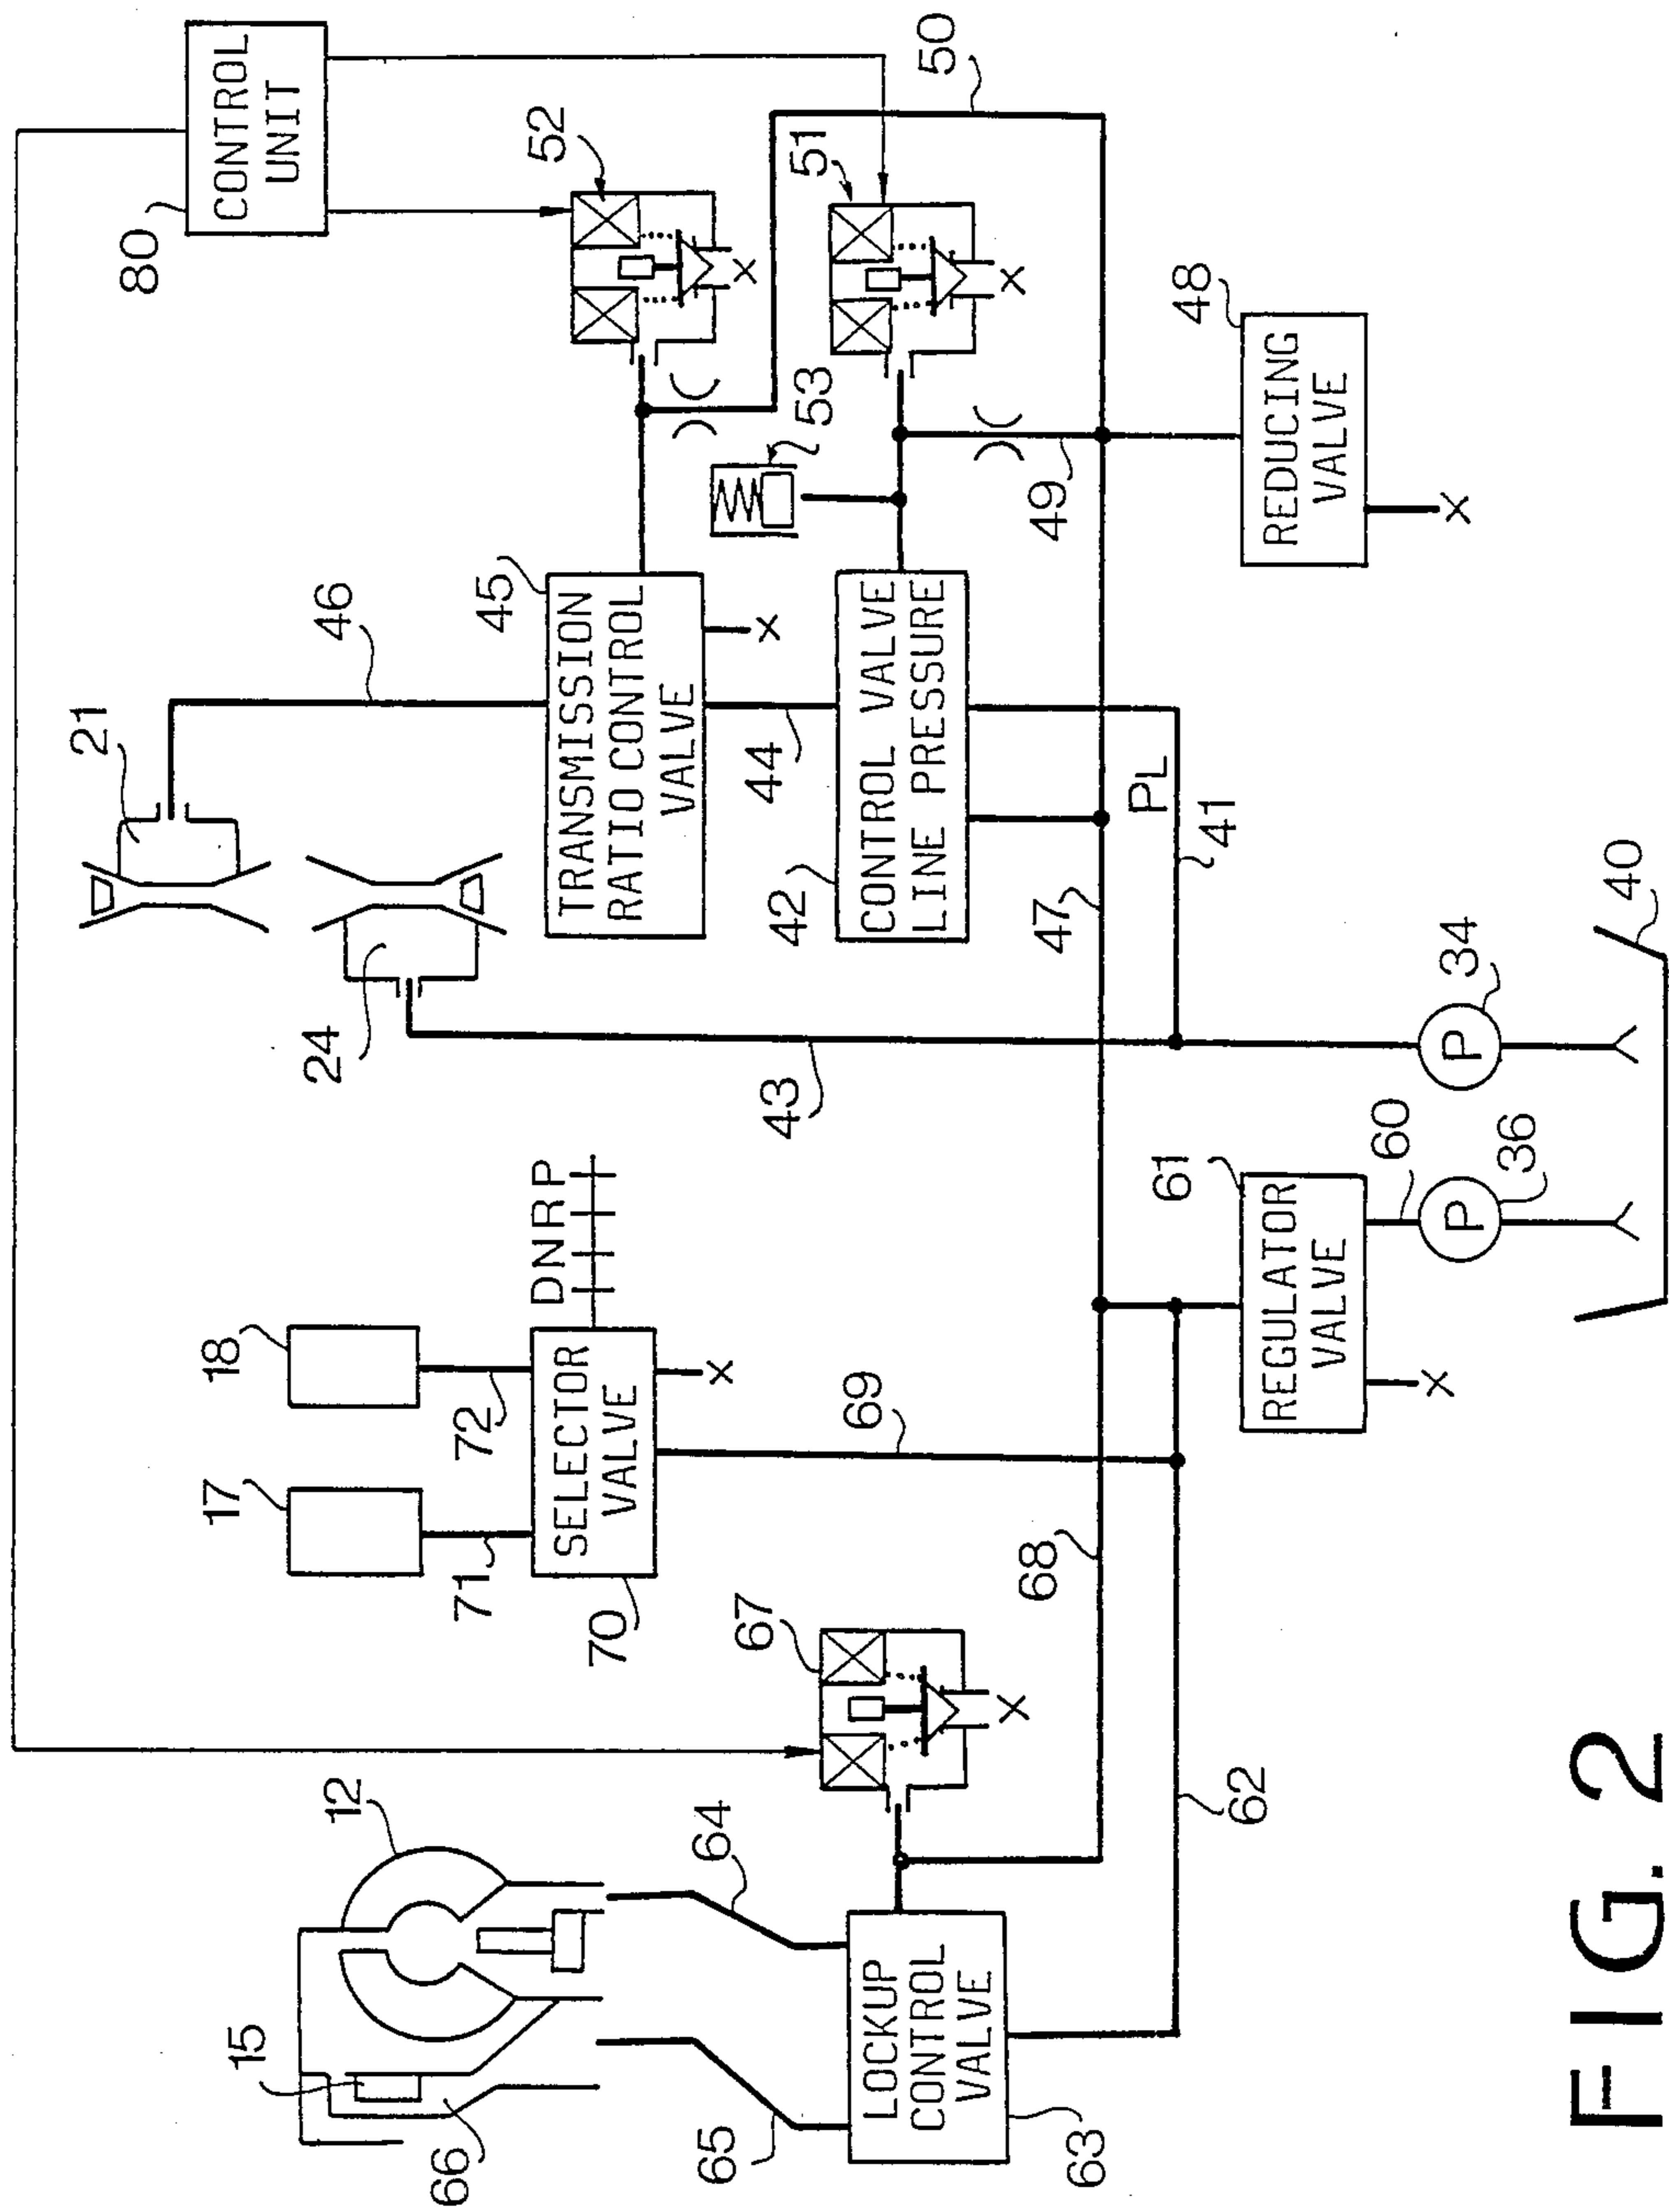 66
15
12
17
18
24
21
46
80
CONTROL
UNIT
65
64
71
72
DNRP
44
45
TRANSMISSION
RATIO CONTROL
VALVE
52
70
SELECTOR
VALVE
X
X
X
67
43
42
53
51
63
LOCKUP
CONTROL
VALVE
69
CONTROL VALVE
LINE PRESSURE
50
X
X
68
47
49
62
61
PL
41
48
REGULATOR
VALVE
REDUCING
VALVE
60
X
X
P
P
36
34
40
FIG. 2